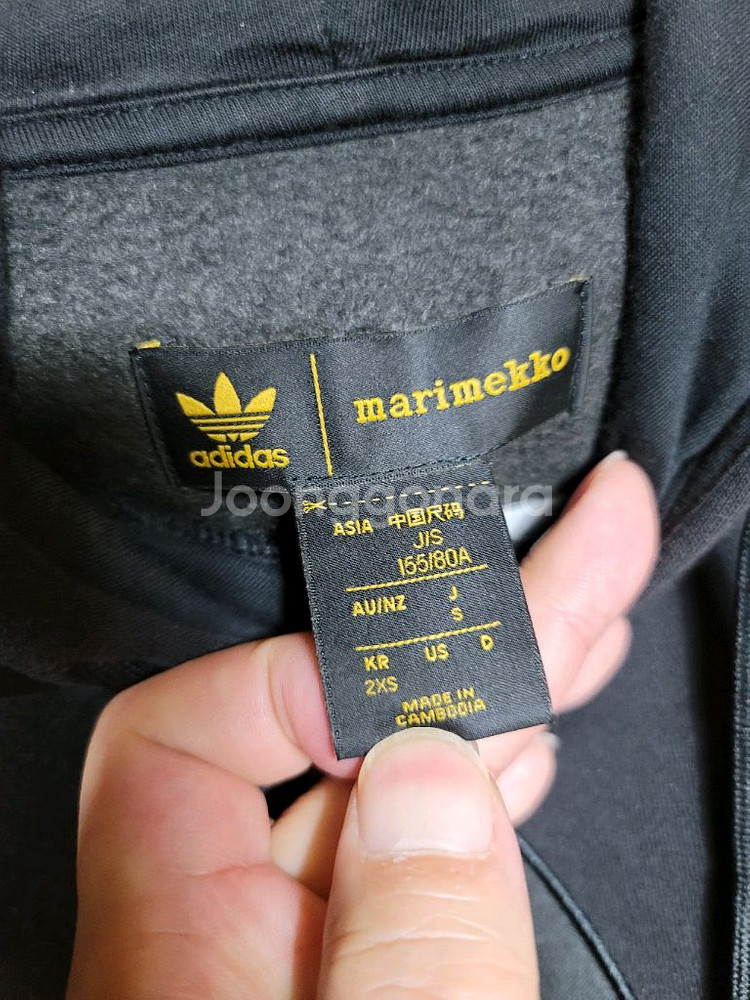 adidas
marimekko
Joonggonara
ASIA 中国尺码
J/S
155/80A
AU/NZ J
S
KR US D
2XS
MADE IN
CAMBODIA